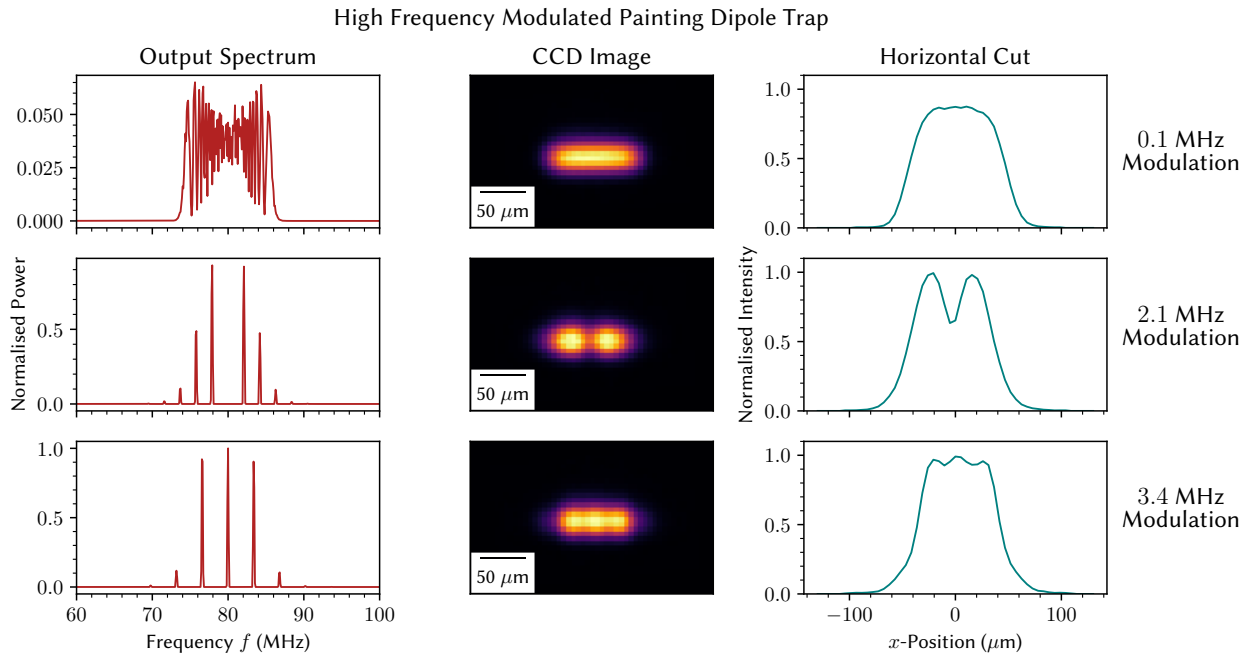 High Frequency Modulated Painting Dipole Trap
Output Spectrum
CCD Image
Horizontal Cut
0.050
0.025
0.000
50 μm
1.0
0.5
0.0
0.1 MHz
Modulation
Normalised Power
0.5
0.0
50 μm
Normalised Intensity
1.0
0.5
0.0
2.1 MHz
Modulation
1.0
0.5
0.0
60
70
80
90
100
Frequency f (MHz)
50 μm
1.0
0.5
0.0
−100
0
100
x-Position (μm)
3.4 MHz
Modulation